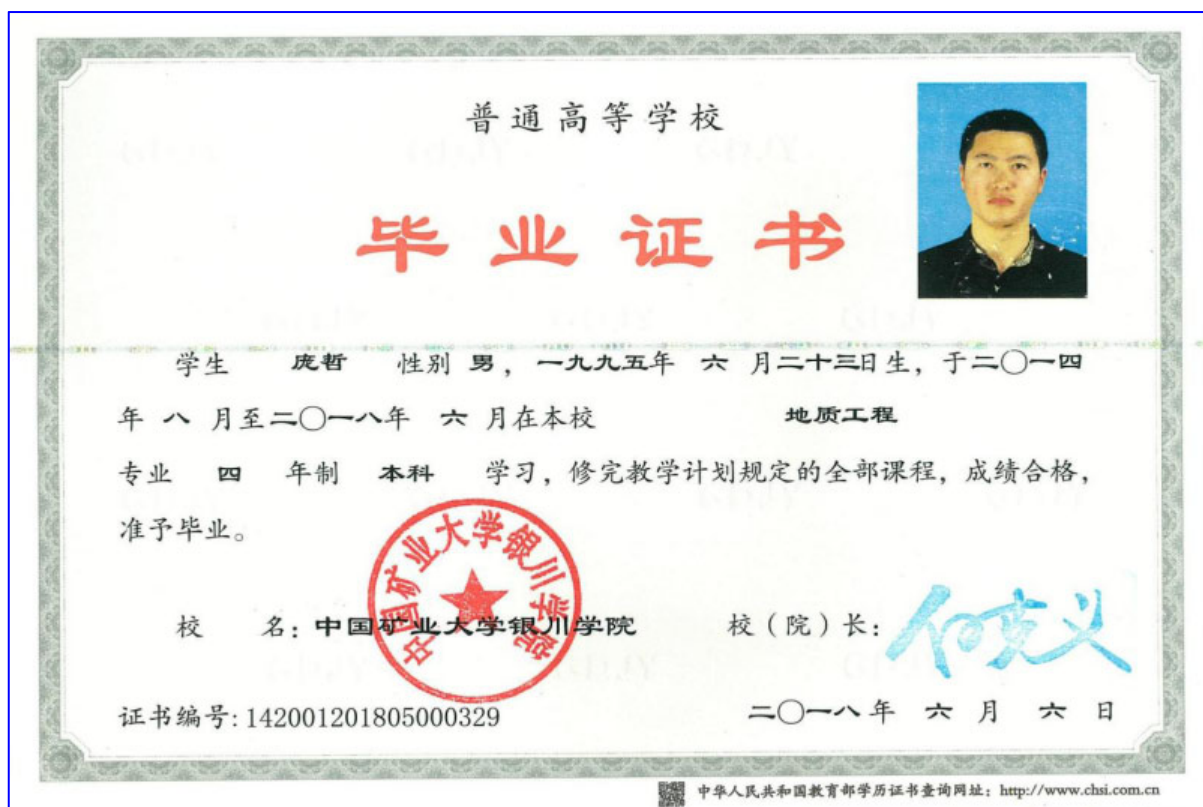 普通高等学校
毕业证书
学生 庞哲 性别 男，一九九五年 六 月二十三日生，于二〇一四
年 八 月至二〇一八年 六 月在本校 地质工程
专业 四 年制 本科 学习，修完教学计划规定的全部课程，成绩合格，
准予毕业。
中国矿业大学银川学院
校 名：中国矿业大学银川学院 校（院）长：
证书编号：142001201805000329 二〇一八年 六 月 六 日
中华人民共和国教育部学历证书查询网址：http://www.chsi.com.cn